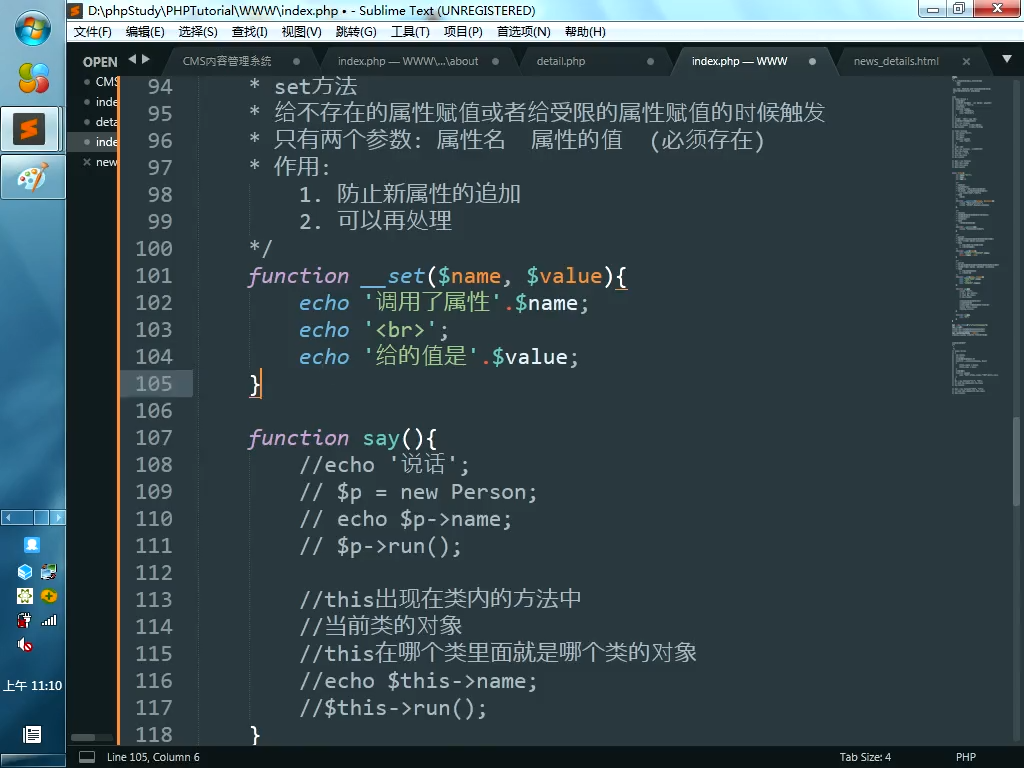 D:\phpStudy\PHPTutorial\WWW\index.php • - Sublime Text (UNREGISTERED)
文件(F) 编辑(E) 选择(S) 查找(I) 视图(V) 跳转(G) 工具(T) 项目(P) 首选项(N) 帮助(H)
OPEN
CMS内容管理系统
index.php — WWW\...\about
detail.php
index.php — WWW
news_details.html
CMS
inde
deta
inde
new
94 * set方法
95 * 给不存在的属性赋值或者给受限的属性赋值的时候触发
96 * 只有两个参数: 属性名 属性的值 (必须存在)
97 * 作用:
98 1. 防止新属性的追加
99 2. 可以再处理
100 */
101 function __set($name, $value){
102 echo '调用了属性'.$name;
103 echo '<br>';
104 echo '给的值是'.$value;
105 }
106
107 function say(){
108 //echo '说话';
109 // $p = new Person;
110 // echo $p->name;
111 // $p->run();
112
113 //this出现在类内的方法中
114 //当前类的对象
115 //this在哪个类里面就是哪个类的对象
116 //echo $this->name;
117 //$this->run();
118 }
上午 11:10
Line 105, Column 6
Tab Size: 4
PHP